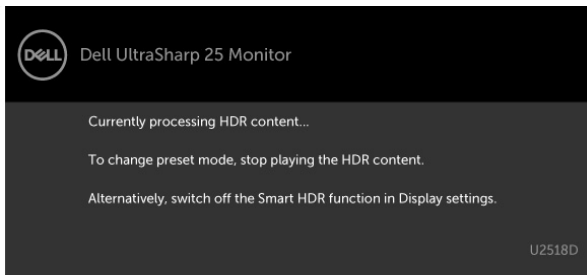 DELL
Dell UltraSharp 25 Monitor
Currently processing HDR content...
To change preset mode, stop playing the HDR content.
Alternatively, switch off the Smart HDR function in Display settings.
U2518D